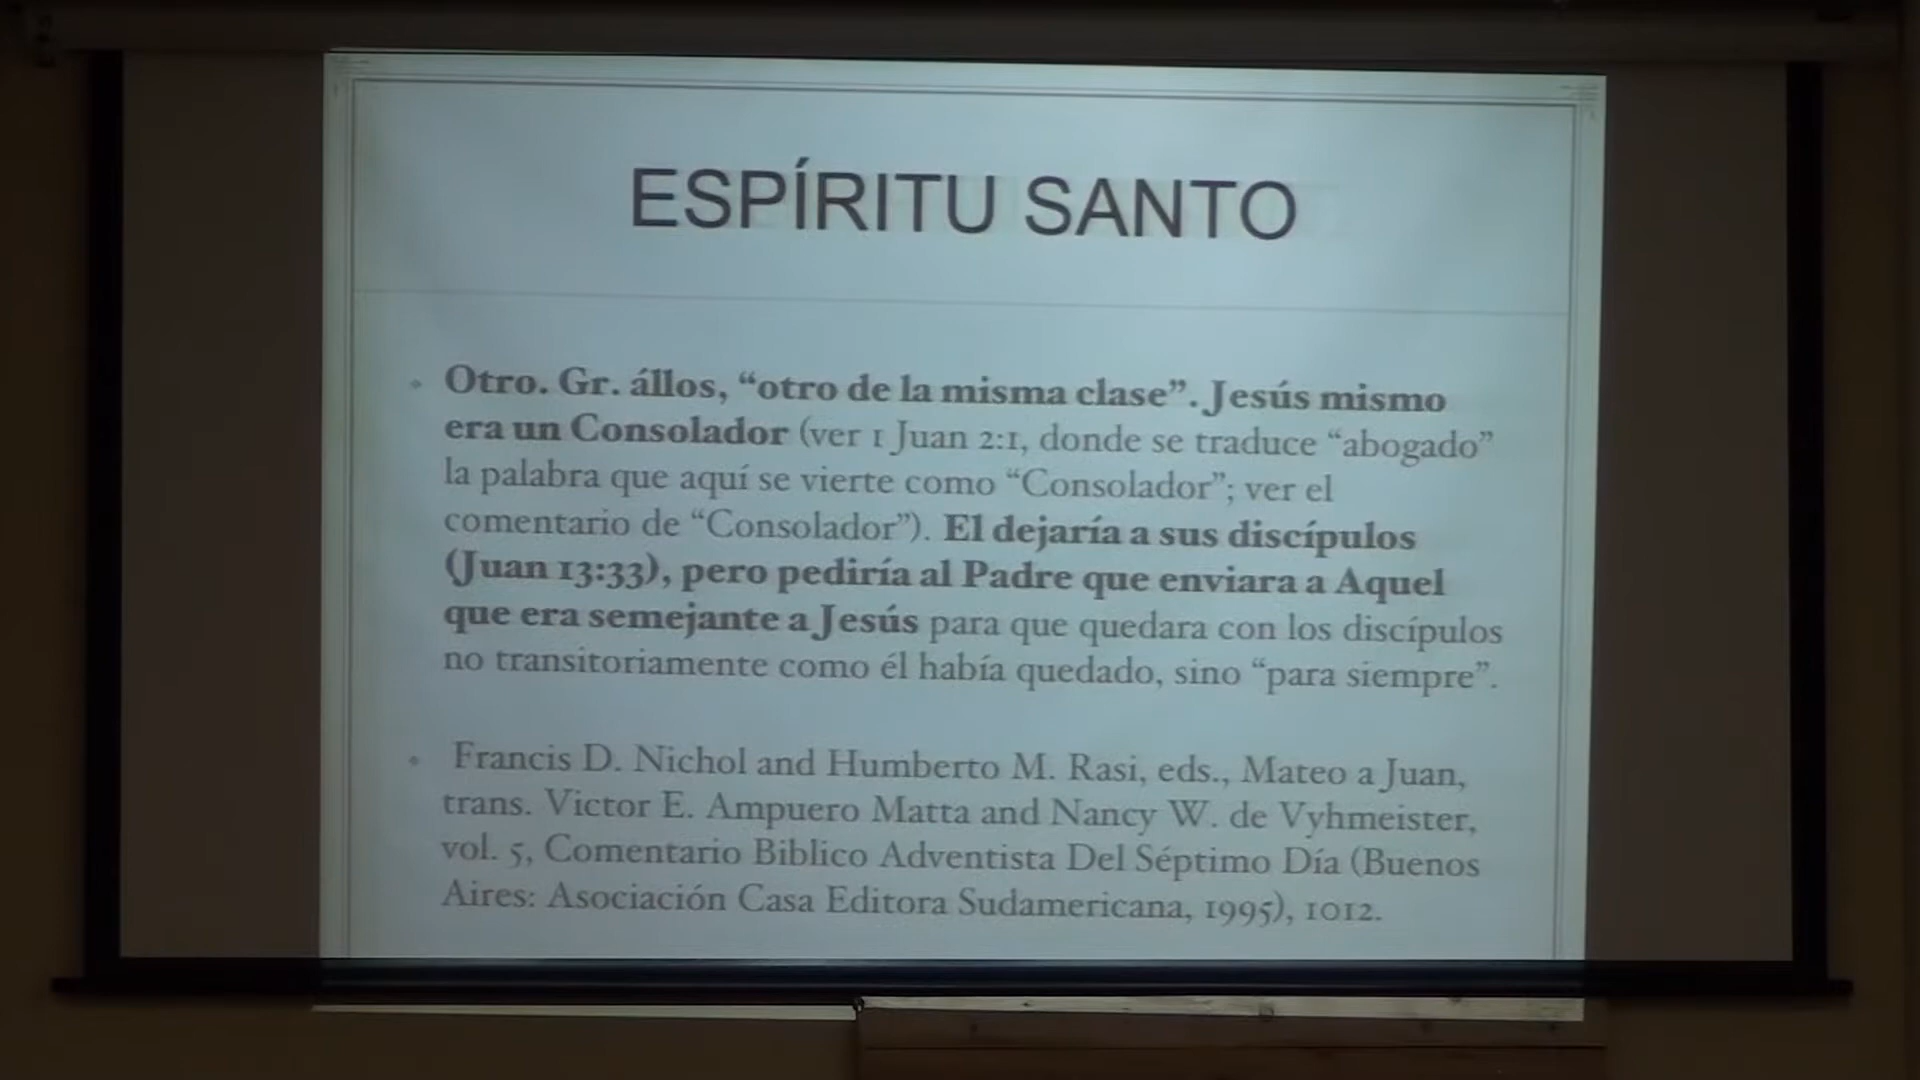 ESPÍRITU SANTO
Otro. Gr. állos, “otro de la misma clase”. Jesús mismo
era un Consolador (ver 1 Juan 2:1, donde se traduce “abogado”
la palabra que aquí se vierte como “Consolador”; ver el
comentario de “Consolador”). El dejaría a sus discípulos
(Juan 13:33), pero pediría al Padre que enviara a Aquel
que era semejante a Jesús para que quedara con los discípulos
no transitoriamente como él había quedado, sino “para siempre”.
Francis D. Nichol and Humberto M. Rasi, eds., Mateo a Juan,
trans. Victor E. Ampuero Matta and Nancy W. de Vyhmeister,
vol. 5, Comentario Biblico Adventista Del Séptimo Día (Buenos
Aires: Asociación Casa Editora Sudamericana, 1995), 1012.